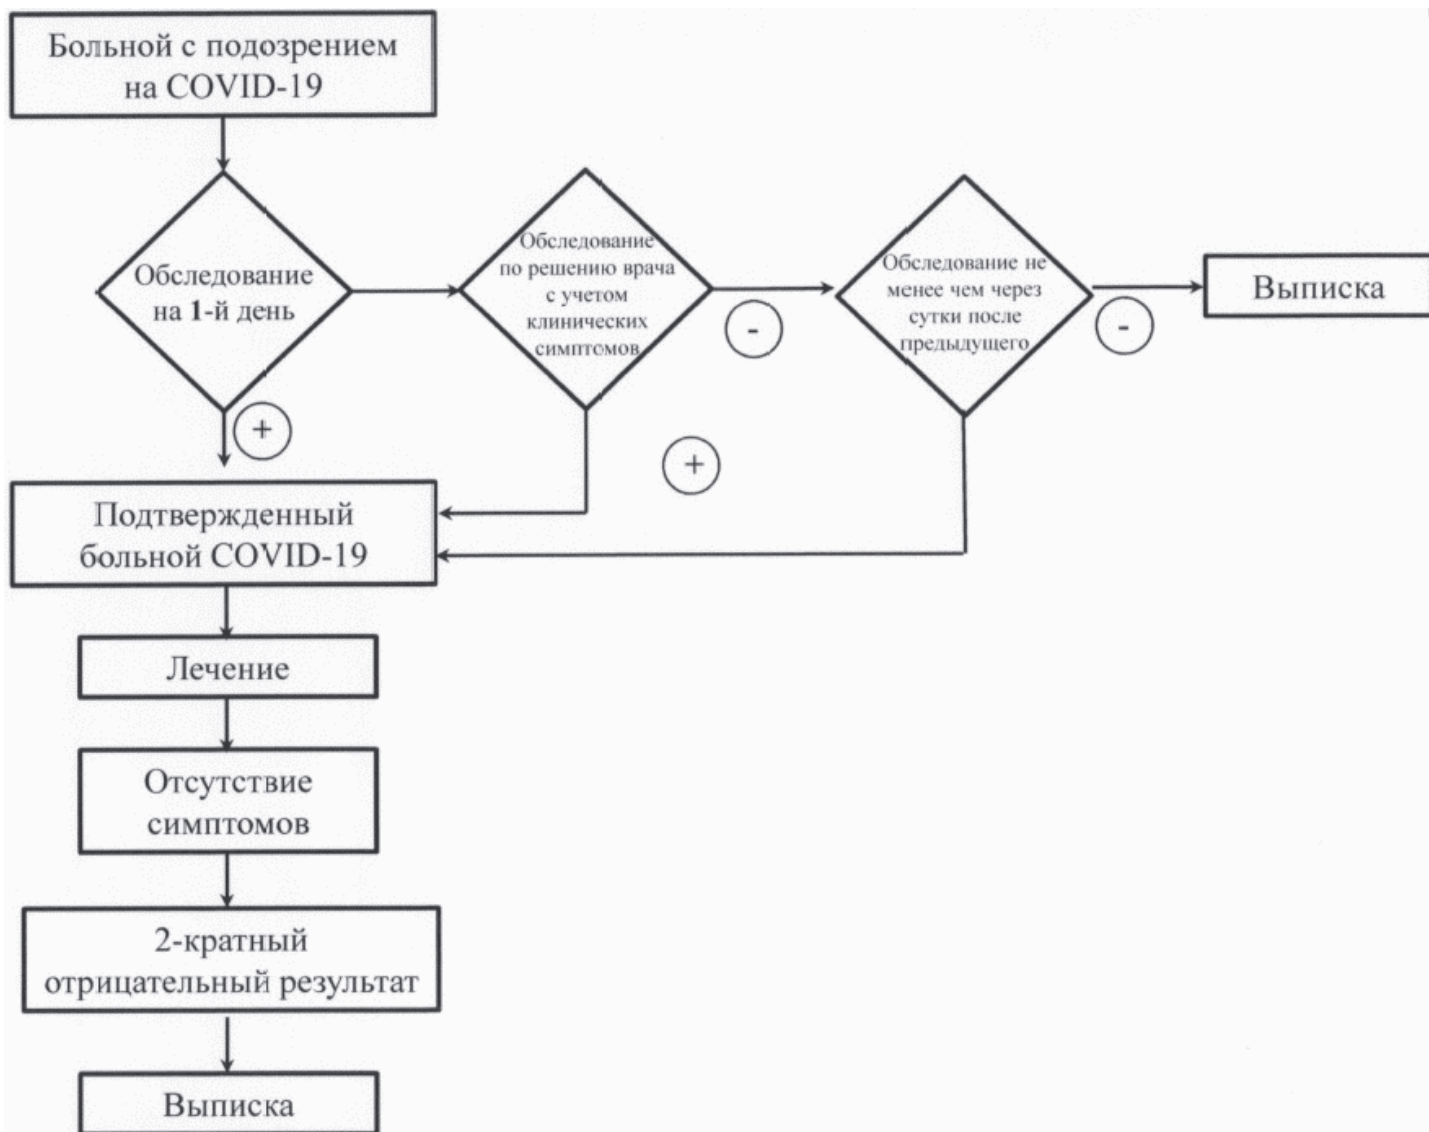 Больной с подозрением
на COVID-19
Обследование
на 1-й день
Обследование
по решению врача
с учетом
клинических
симптомов
Обследование не
менее чем через
сутки после
предыдущего
Выписка
-
-
+
+
Подтвержденный
больной COVID-19
Лечение
Отсутствие
симптомов
2-кратный
отрицательный результат
Выписка